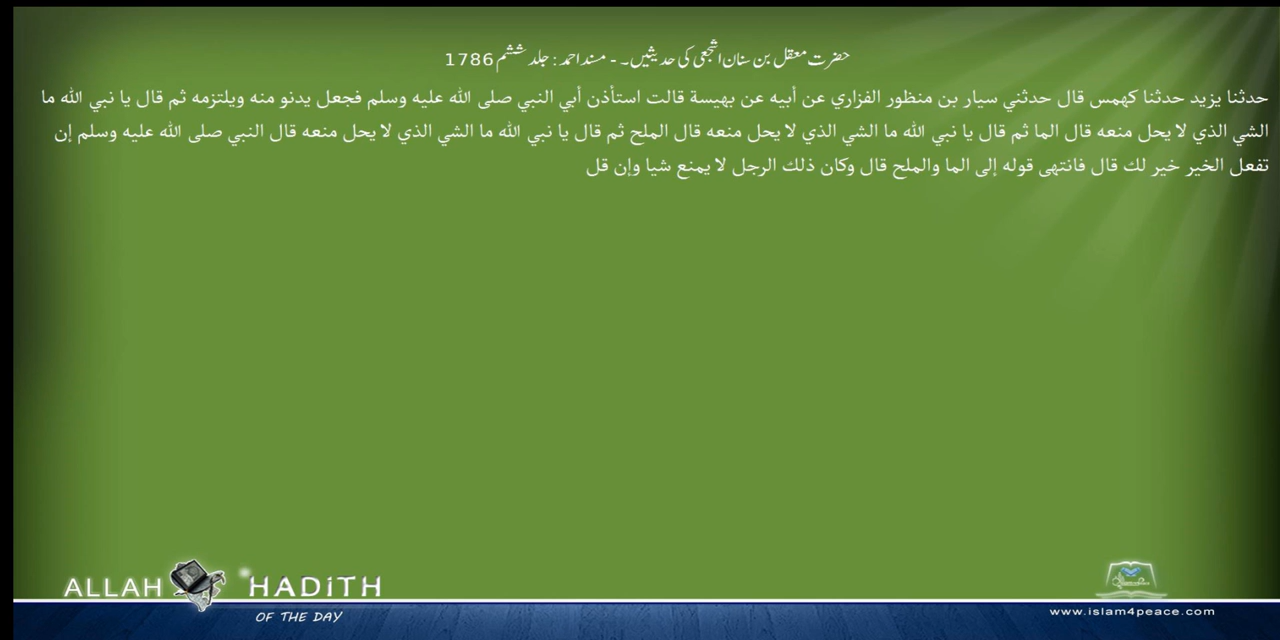 حضرت معقل بن سنان اشجعی کی حدیثیں۔ - مسند احمد : جلد ششم 1786
حدثنا يزيد حدثنا كهمس قال حدثني سيار بن منظور الفزاري عن أبيه عن بهيسة قالت استأذن أبي النبي صلى الله عليه وسلم فجعل يدنو منه ويلتزمه ثم قال يا نبي الله ما
الشي الذي لا يحل منعه قال الما ثم قال يا نبي الله ما الشي الذي لا يحل منعه قال الملح ثم قال يا نبي الله ما الشي الذي لا يحل منعه قال النبي صلى الله عليه وسلم إن
تفعل الخير خير لك قال فانتهى قوله إلى الما والملح قال وكان ذلك الرجل لا يمنع شيا وإن قل
ALLAH HADITH
OF THE DAY
www.islam4peace.com